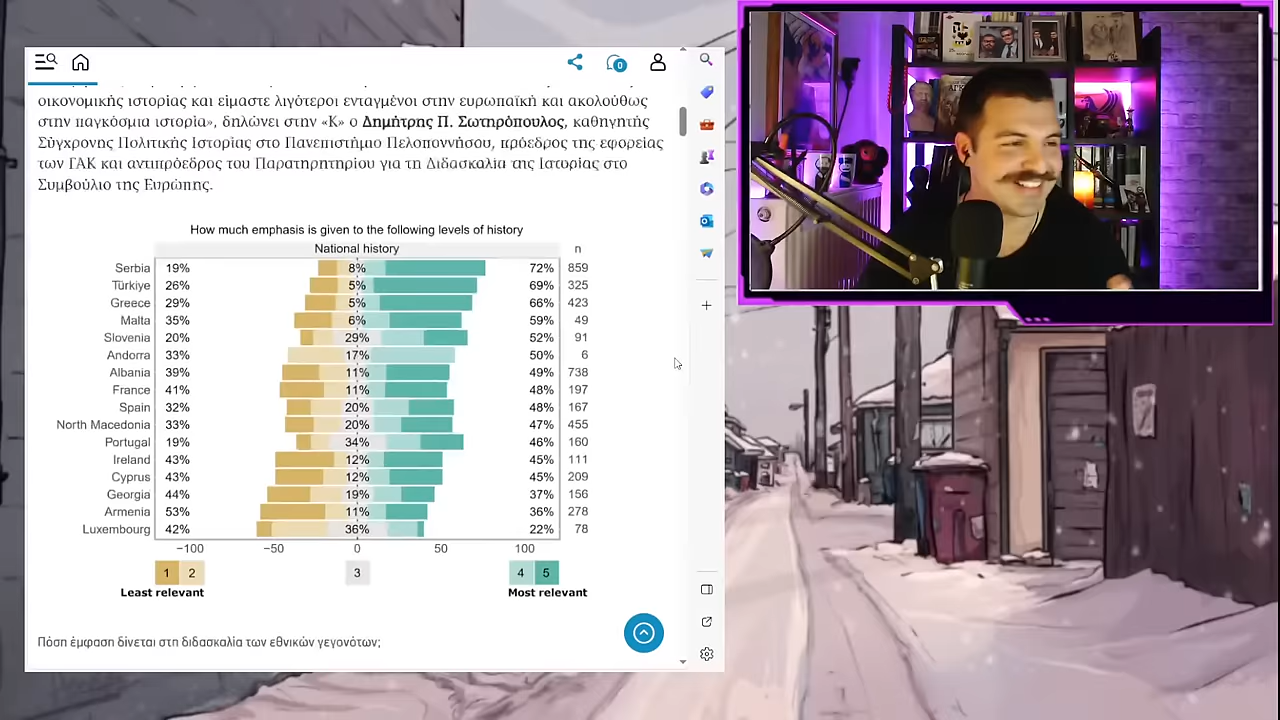 0
οικονομικής ιστορίας και είμαστε λιγότεροι ενταγμένοι στην ευρωπαϊκή και ακολούθως
στην παγκόσμια ιστορία», δηλώνει στην «Κ» ο Δημήτρης Π. Σωτηρόπουλος, καθηγητής
Σύγχρονης Πολιτικής Ιστορίας στο Πανεπιστήμιο Πελοποννήσου, πρόεδρος της εφορείας
των ΓΑΚ και αντιπρόεδρος του Παρατηρητηρίου για τη Διδασκαλία της Ιστορίας στο
Συμβούλιο της Ευρώπης.
How much emphasis is given to the following levels of history
National history n
Serbia 19% 8% 72% 859
Türkiye 26% 5% 69% 325
Greece 29% 5% 66% 423
Malta 35% 6% 59% 49
Slovenia 20% 29% 52% 91
Andorra 33% 17% 50% 6
Albania 39% 11% 49% 738
France 41% 11% 48% 197
Spain 32% 20% 48% 167
North Macedonia 33% 20% 47% 455
Portugal 19% 34% 46% 160
Ireland 43% 12% 45% 111
Cyprus 43% 12% 45% 209
Georgia 44% 19% 37% 156
Armenia 53% 11% 36% 278
Luxembourg 42% 36% 22% 78
−100 −50 0 50 100
1 2 3 4 5
Least relevant Most relevant
Πόση έμφαση δίνεται στη διδασκαλία των εθνικών γεγονότων;